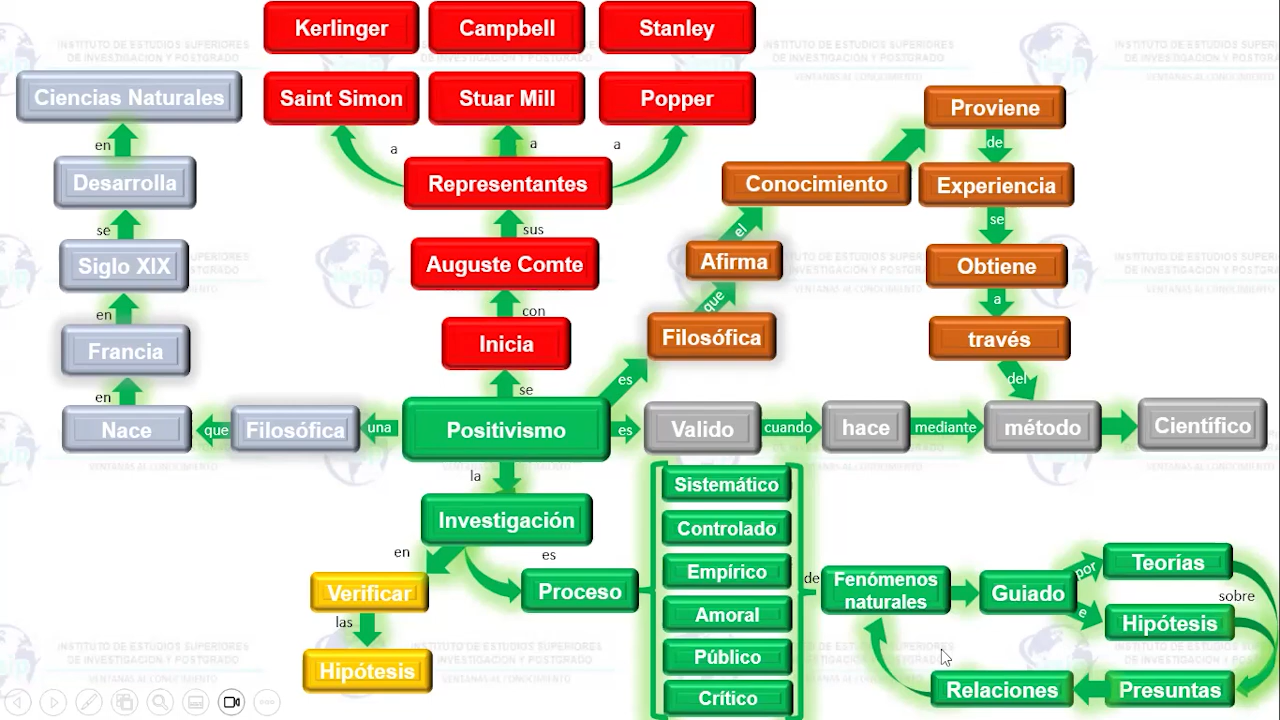 Kerlinger
Campbell
Stanley
INSTITUTO DE ESTUDIOS SUPERIORES
DE INVESTIGACIÓN Y POSTGRADO
VENTANAS AL CONOCIMIENTO
Ciencias Naturales
Saint Simon
Stuar Mill
Popper
Proviene
en
a
a
a
de
Desarrolla
Representantes
Conocimiento
Experiencia
se
sus
el
se
Siglo XIX
Auguste Comte
Afirma
Obtiene
en
con
que
a
Francia
Inicia
Filosófica
través
en
se
es
del
Nace
que
Filosófica
una
Positivismo
es
Valido
cuando
hace
mediante
método
Científico
la
Investigación
Sistemático
Controlado
Empírico
Amoral
Público
Crítico
en
es
Verificar
Proceso
de
Fenómenos
naturales
Guiado
por
Teorías
e
Hipótesis
sobre
las
Hipótesis
Relaciones
Presuntas